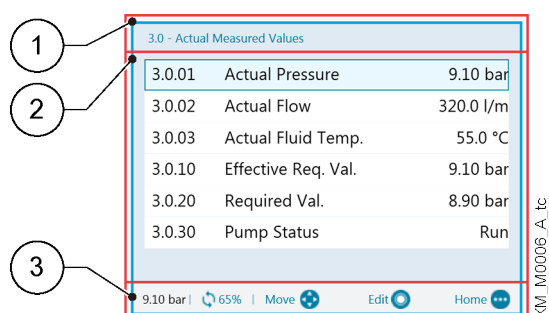 1
3.0 - Actual Measured Values
2
3.0.01 Actual Pressure 9.10 bar
3.0.02 Actual Flow 320.0 l/m
3.0.03 Actual Fluid Temp. 55.0 °C
3.0.10 Effective Req. Val. 9.10 bar
3.0.20 Required Val. 8.90 bar
3.0.30 Pump Status Run
3
9.10 bar | 65% | Move Edit Home
XM_M0006_A_tc